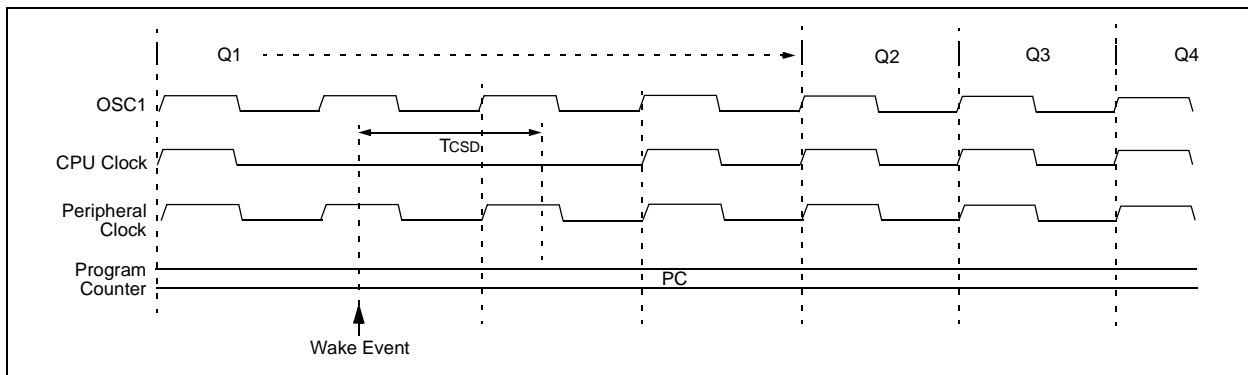 Q1
Q2
Q3
Q4
OSC1
TCSD
CPU Clock
Peripheral
Clock
Program
Counter
PC
Wake Event